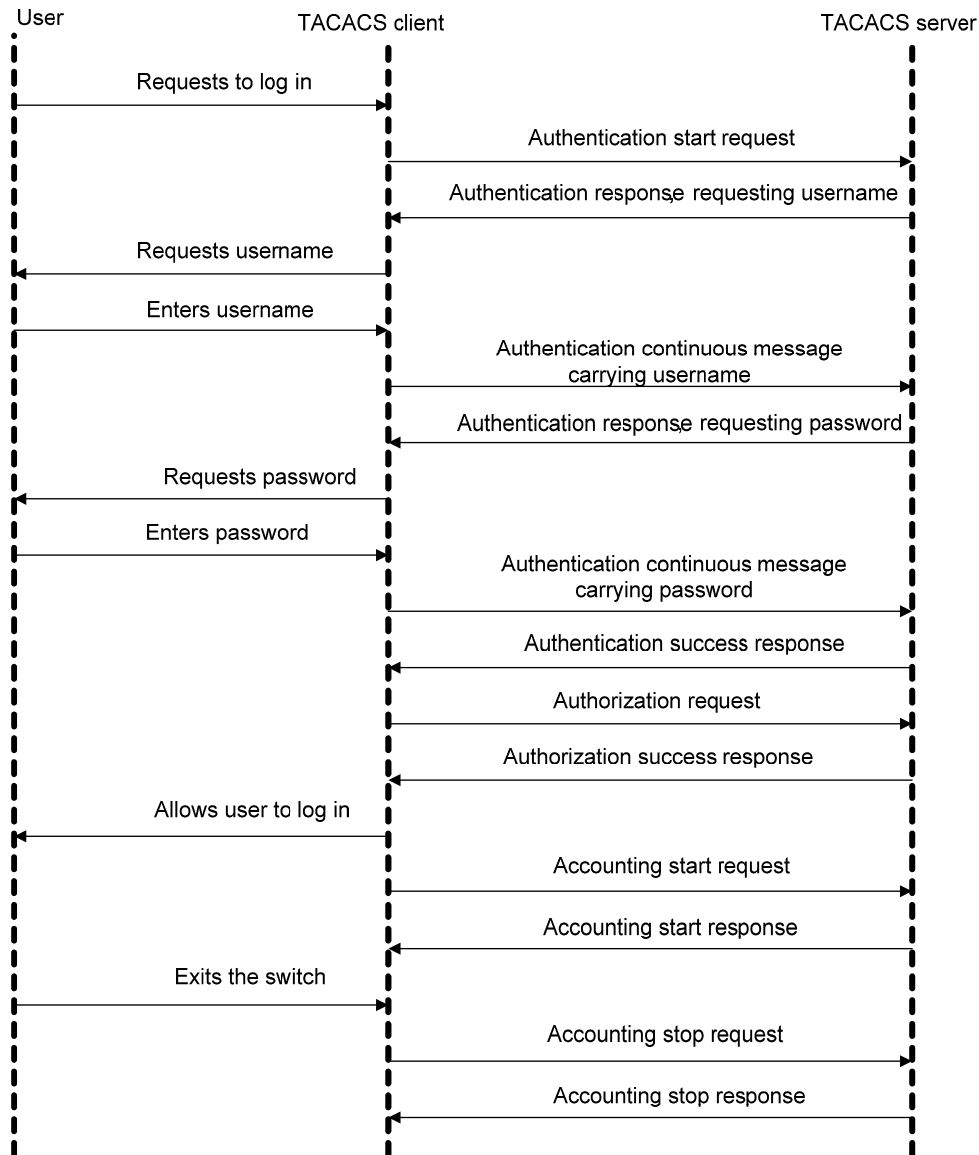 User
TACACS client
TACACS server
Requests to log in
Authentication start request
Authentication response, requesting username
Requests username
Enters username
Authentication continuous message
carrying username
Authentication response, requesting password
Requests password
Enters password
Authentication continuous message
carrying password
Authentication success response
Authorization request
Authorization success response
Allows user to log in
Accounting start request
Accounting start response
Exits the switch
Accounting stop request
Accounting stop response